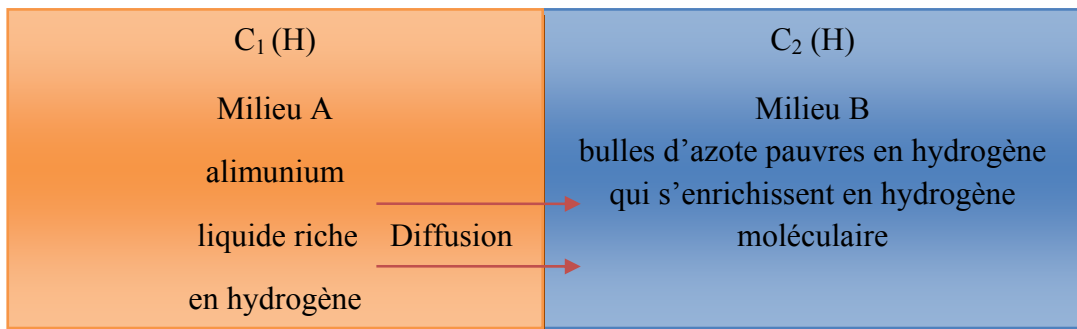 C₁ (H)
Milieu A
alimunium
liquide riche
en hydrogène
Diffusion
C₂ (H)
Milieu B
bulles d’azote pauvres en hydrogène
qui s’enrichissent en hydrogène
moléculaire